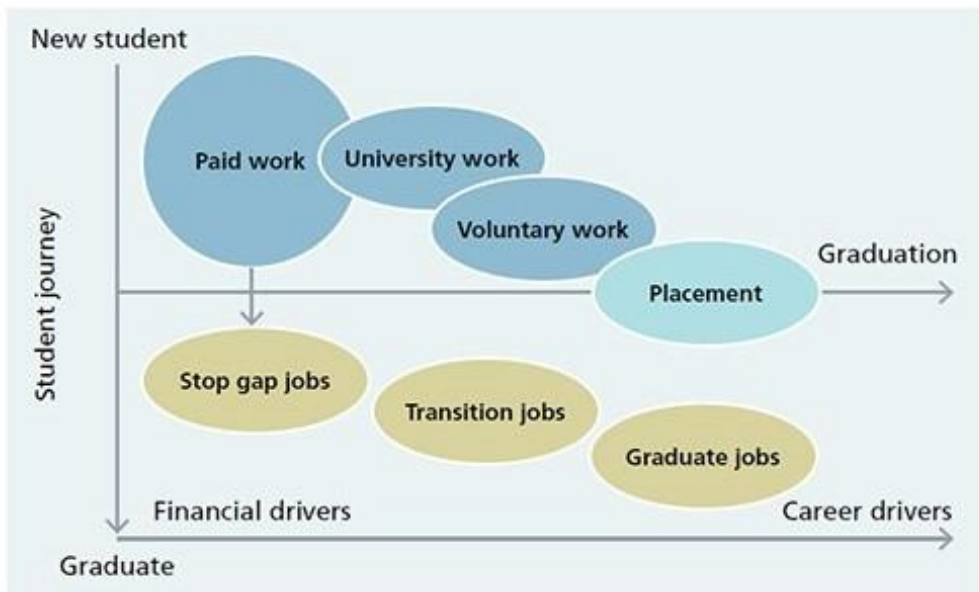 New student
Paid work
University work
Voluntary work
Graduation
Placement
Student journey
Stop gap jobs
Transition jobs
Graduate jobs
Financial drivers
Career drivers
Graduate